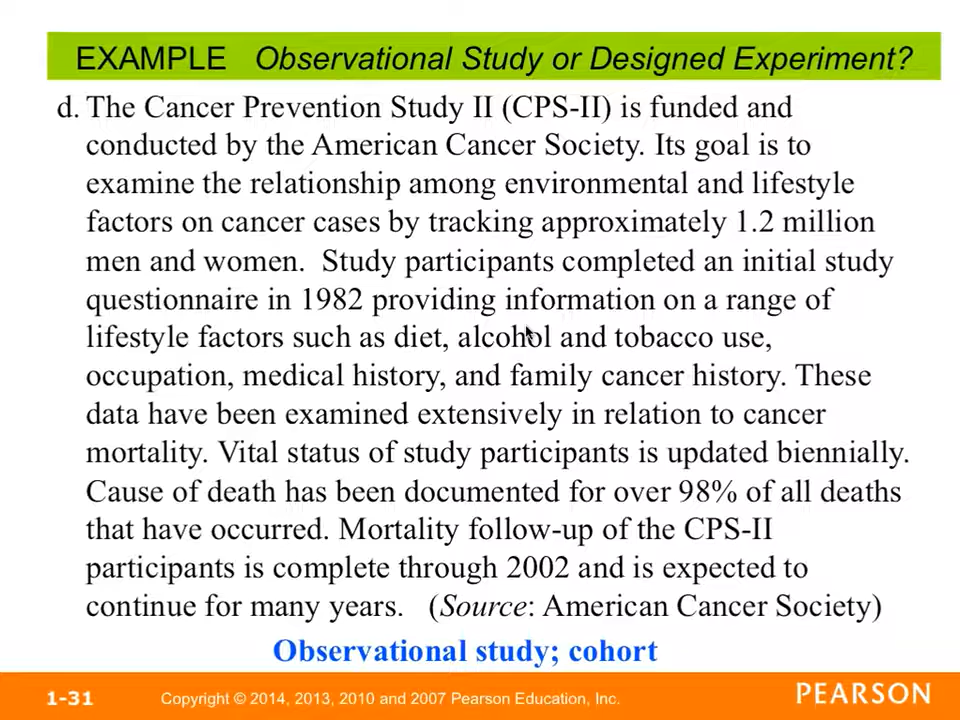 EXAMPLE Observational Study or Designed Experiment?
d. The Cancer Prevention Study II (CPS-II) is funded and
conducted by the American Cancer Society. Its goal is to
examine the relationship among environmental and lifestyle
factors on cancer cases by tracking approximately 1.2 million
men and women. Study participants completed an initial study
questionnaire in 1982 providing information on a range of
lifestyle factors such as diet, alcohol and tobacco use,
occupation, medical history, and family cancer history. These
data have been examined extensively in relation to cancer
mortality. Vital status of study participants is updated biennially.
Cause of death has been documented for over 98% of all deaths
that have occurred. Mortality follow-up of the CPS-II
participants is complete through 2002 and is expected to
continue for many years. (Source: American Cancer Society)
Observational study; cohort
1-31 Copyright © 2014, 2013, 2010 and 2007 Pearson Education, Inc. PEARSON